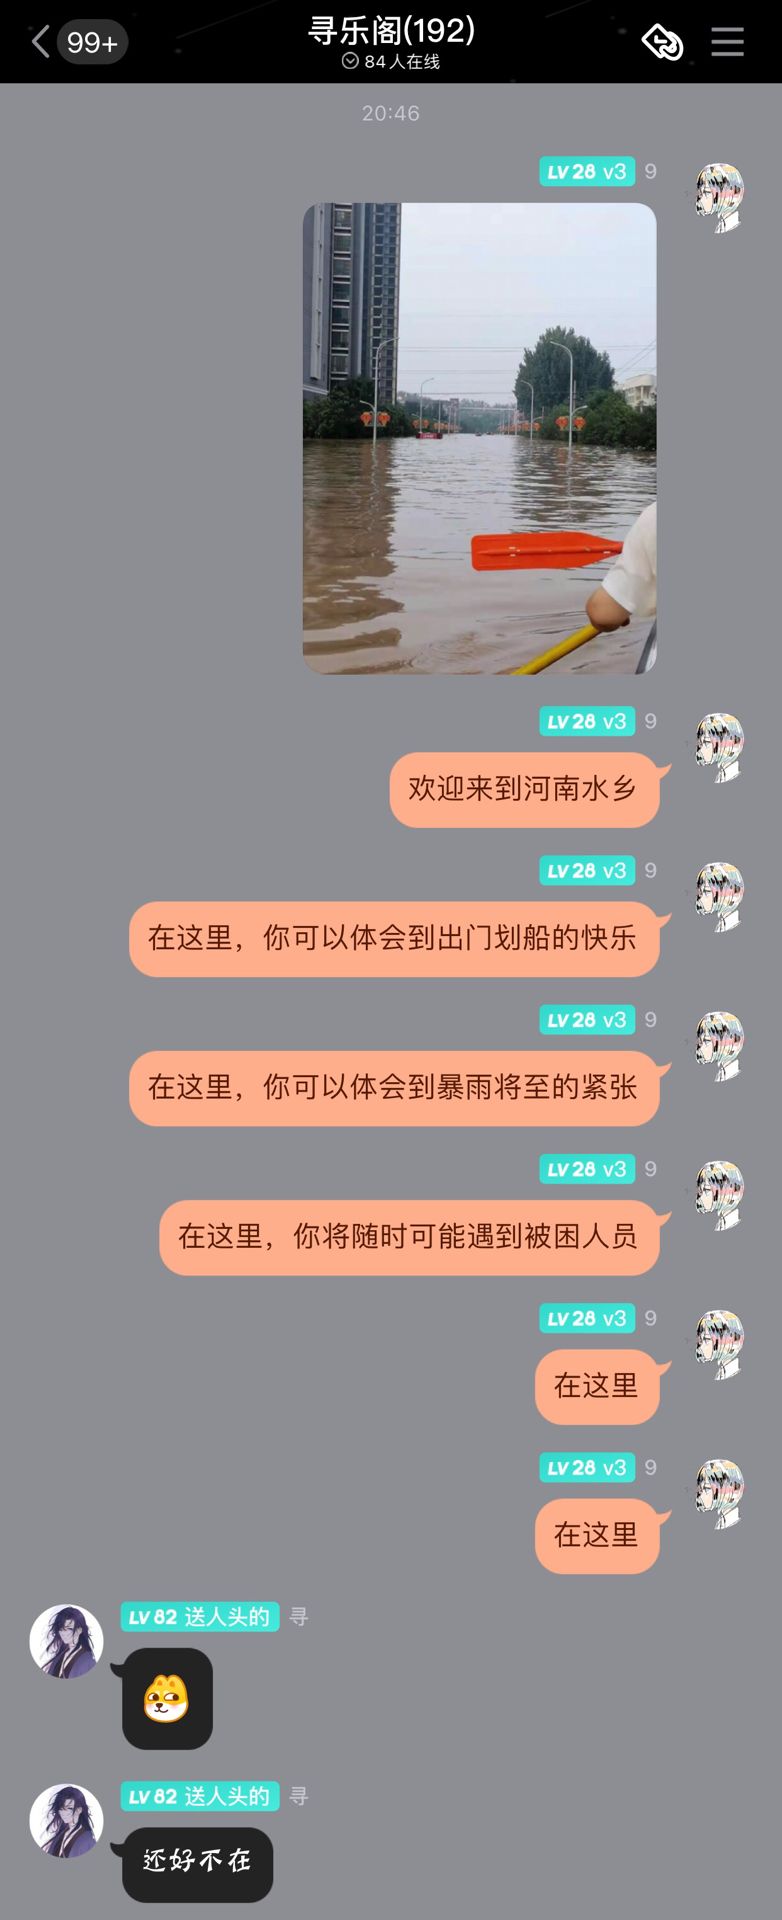 99+
寻乐阁(192)
84人在线
20:46
LV 28 v3 9
LV 28 v3 9
欢迎来到河南水乡
LV 28 v3 9
在这里，你可以体会到出门划船的快乐
LV 28 v3 9
在这里，你可以体会到暴雨将至的紧张
LV 28 v3 9
在这里，你将随时可能遇到被困人员
LV 28 v3 9
在这里
LV 28 v3 9
在这里
LV 82 送人头的 寻
LV 82 送人头的 寻
还好不在